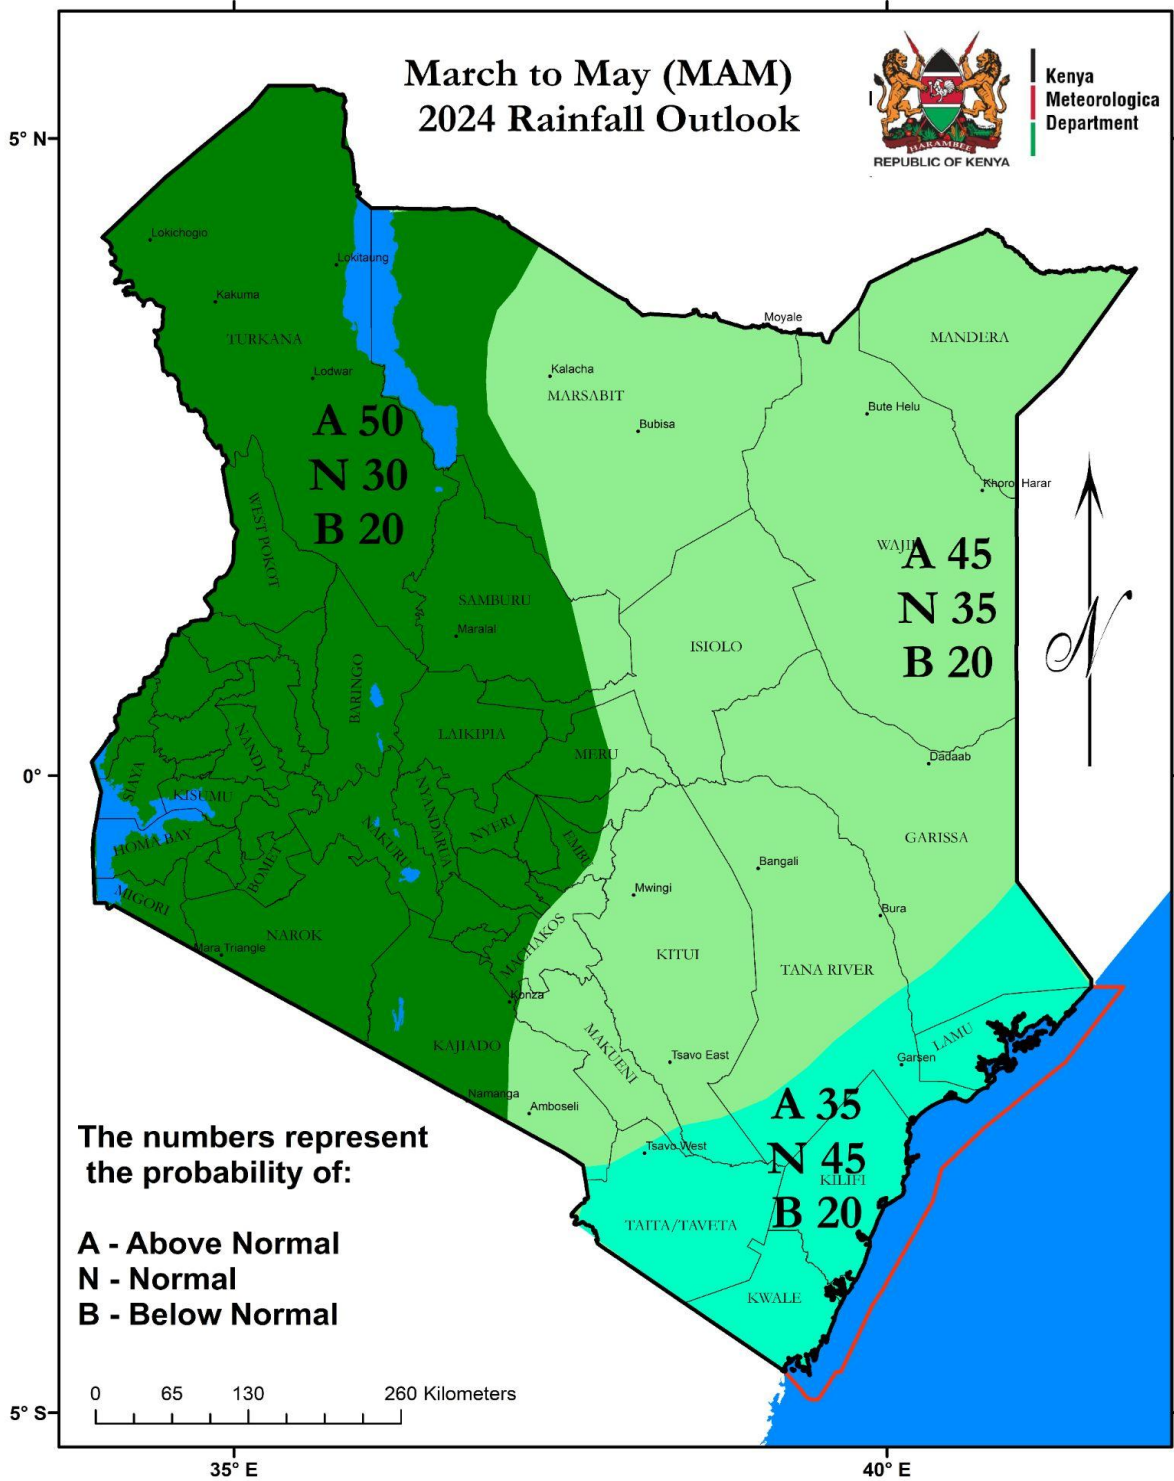 March to May (MAM)
2024 Rainfall Outlook
Kenya
Meteorologica
Department
HARAMBEE
REPUBLIC OF KENYA
5° N
Lokichogio
Lokitaung
Kakuma
TURKANA
Lodwar
Moyale
MANDERA
Kalacha
MARSABIT
Bute Helu
Bubisa
A 50
N 30
B 20
Khorof Harar
WEST POKOT
WAJIR
A 45
N 35
B 20
N
SAMBURU
Maralal
ISIOLO
BARINGO
LAIKIPIA
NANDI
MERU
Dadaab
0°
SIAYA
KISUMU
NYANDARUA
NYERI
NAKURU
HOMA BAY
BOMET
EMBU
GARISSA
Bangali
Mwingi
MIGORI
Bura
NAROK
Mara Triangle
MACHAKOS
KITUI
TANA RIVER
Konza
KAJIADO
MAKUENI
LAMU
Tsavo East
Garsen
Namanga
Amboseli
A 35
N 45
B 20
Tsavo West
KILIFI
TAITA/TAVETA
KWALE
The numbers represent
the probability of:
A - Above Normal
N - Normal
B - Below Normal
0 65 130 260 Kilometers
5° S
35° E 40° E